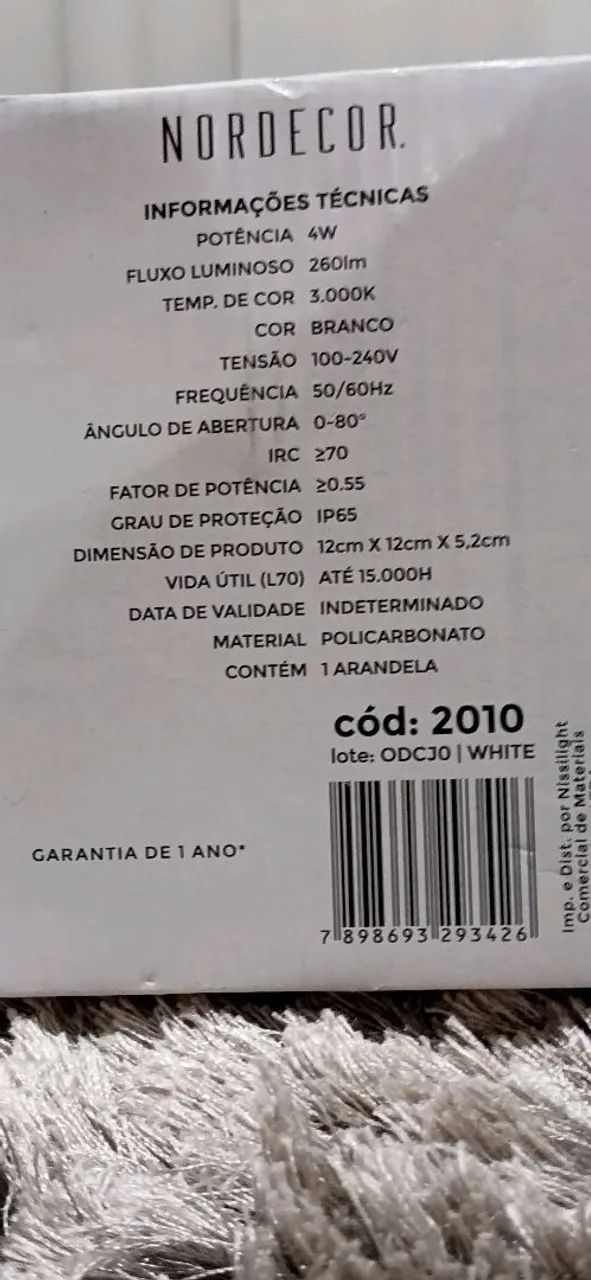 NORDECOR.
INFORMAÇÕES TÉCNICAS
POTÊNCIA 4W
FLUXO LUMINOSO 260lm
TEMP. DE COR 3.000K
COR BRANCO
TENSÃO 100-240V
FREQUÊNCIA 50/60Hz
ÂNGULO DE ABERTURA 0-80°
IRC ≥70
FATOR DE POTÊNCIA ≥0.55
GRAU DE PROTEÇÃO IP65
DIMENSÃO DE PRODUTO 12cm X 12cm X 5,2cm
VIDA ÚTIL (L70) ATÉ 15.000H
DATA DE VALIDADE INDETERMINADO
MATERIAL POLICARBONATO
CONTÉM 1 ARANDELA
cód: 2010
lote: ODCJ0 | WHITE
GARANTIA DE 1 ANO*
7 898693 293426
Imp. e Dist. por Nissilight
Comercial de Materiais